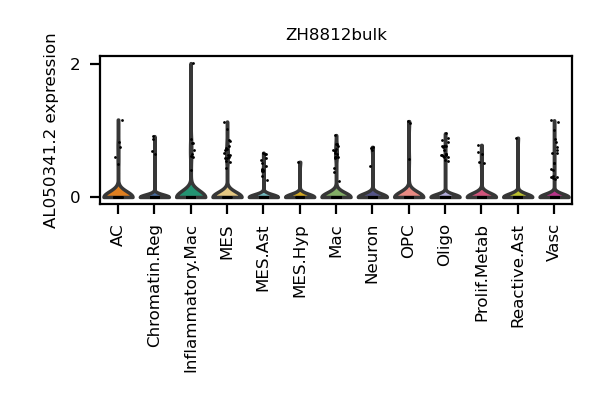 ZH8812bulk
AL050341.2 expression
2
0
AC
Chromatin.Reg
Inflammatory.Mac
MES
MES.Ast
MES.Hyp
Mac
Neuron
OPC
Oligo
Prolif.Metab
Reactive.Ast
Vasc